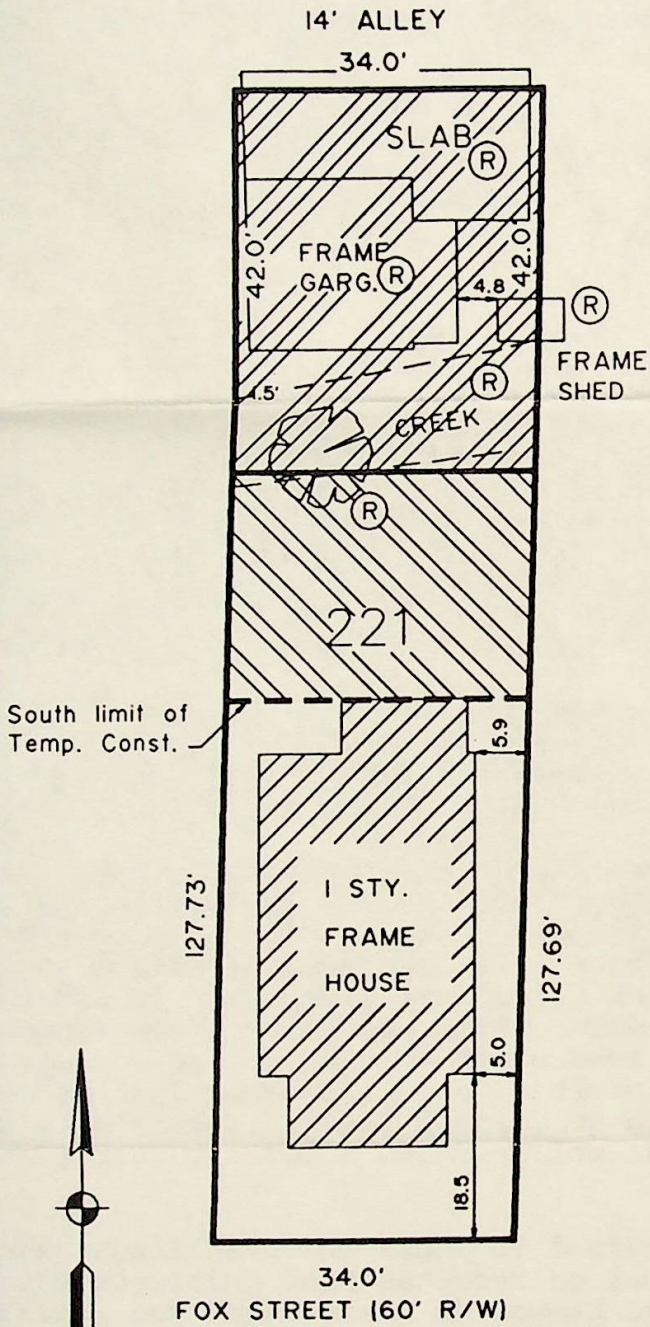 14' ALLEY
34.0'
SLAB
R
FRAME
GARG.
R
42.0'
42.0'
4.8
R
FRAME
SHED
R
4.5'
CREEK
R
221
South limit of
Temp. Const.
5.9
1 STY.
FRAME
HOUSE
127.73'
127.69'
5.0
18.5
34.0'
FOX STREET (60' R/W)